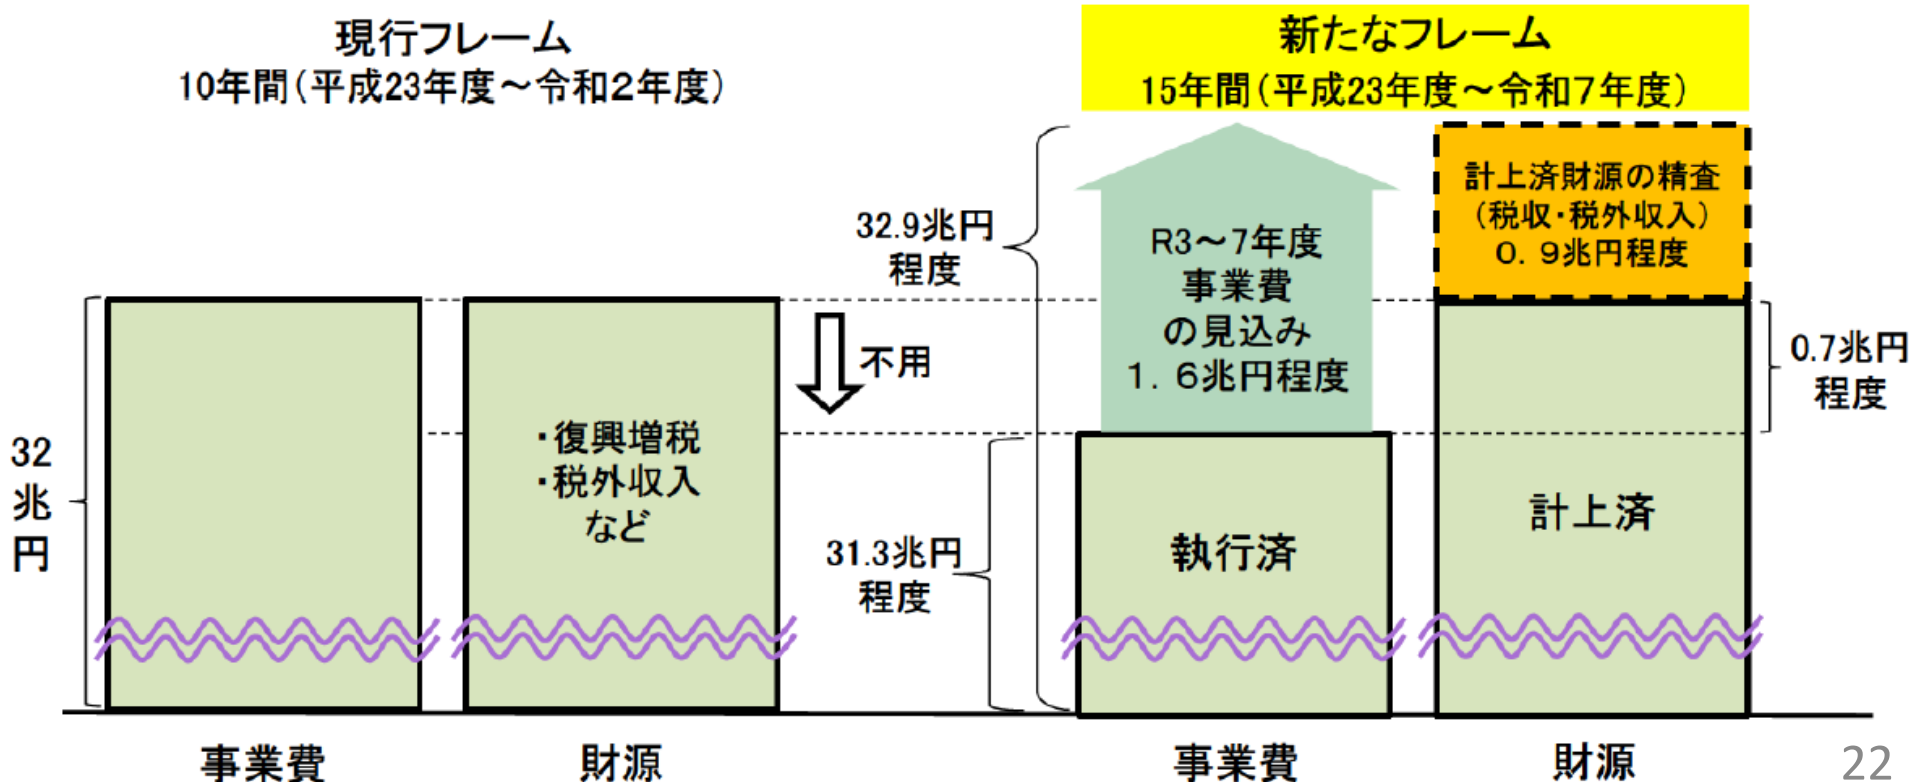 現行フレーム
10年間(平成23年度～令和2年度)
新たなフレーム
15年間(平成23年度～令和7年度)
32
兆
円
・復興増税
・税外収入
など
不用
32.9兆円
程度
31.3兆円
程度
R3～7年度
事業費
の見込み
1．6兆円程度
執行済
計上済財源の精査
(税収・税外収入)
0．9兆円程度
計上済
0.7兆円
程度
事業費
財源
事業費
財源
22